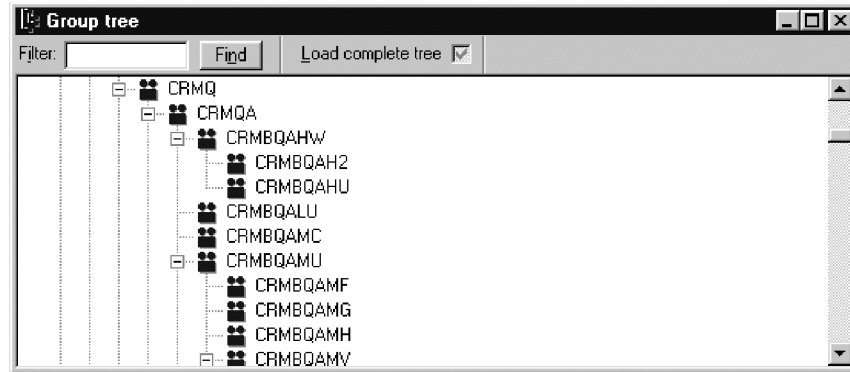 Group tree
Filter: Find Load complete tree
CRMQ
CRMQA
CRMBQAHW
CRMBQAH2
CRMBQAHU
CRMBQALU
CRMBQAMC
CRMBQAMU
CRMBQAMF
CRMBQAMG
CRMBQAMH
CRMBQAMV